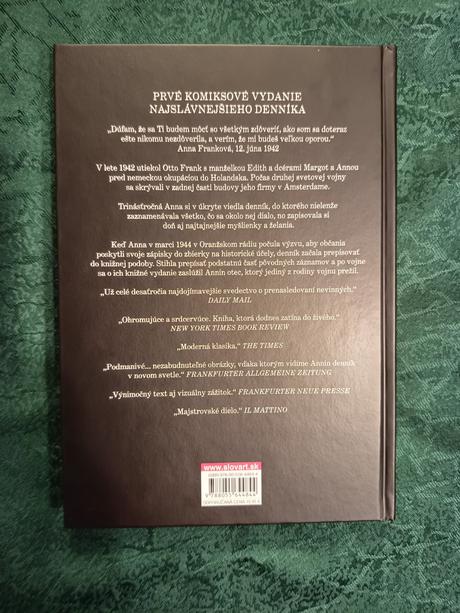 PRVÉ KOMIKSOVÉ VYDANIE
NAJSLÁVNEJŠIEHO DENNÍKA
„Dúfam, že sa Ti budem môcť so všetkým zdôveriť, ako som sa doteraz
ešte nikomu nezdôverila, a verím, že mi budeš veľkou oporou.“
Anna Franková, 12. júna 1942
V lete 1942 utiekol Otto Frank s manželkou Edith a dcérami Margot a Annou
pred nemeckou okupáciou do Holandska. Počas druhej svetovej vojny
sa skrývali v zadnej časti budovy jeho firmy v Amsterdame.
Trinásťročná Anna si v úkryte viedla denník, do ktorého nielenže
zaznamenávala všetko, čo sa okolo nej dialo, no zapisovala si
doň aj najtajnejšie myšlienky a želania.
Keď Anna v marci 1944 v Oranžskom rádiu počula výzvu, aby občania
poskytli svoje zápisky do zbierky na historické účely, denník začala prepisovať
do knižnej podoby. Stihla prepísať podstatnú časť pôvodných záznamov a po vojne
sa o ich knižné vydanie zaslúžil Annin otec, ktorý jediný z rodiny vojnu prežil.
„Už celé desaťročia najdojímavejšie svedectvo o prenasledovaní nevinných.“
DAILY MAIL
„Ohromujúce a srdcervúce. Kniha, ktorá dodnes zatína do živého.“
NEW YORK TIMES BOOK REVIEW
„Moderná klasika.“ THE TIMES
„Podmanivé... nezabudnuteľné obrázky, vďaka ktorým vidíme Annin denník
v novom svetle.“ FRANKFURTER ALLGEMEINE ZEITUNG
„Výnimočný text aj vizuálny zážitok.“ FRANKFURTER NEUE PRESSE
„Majstrovské dielo.“ IL MATTINO
www.slovart.sk
9 788055 644844
ODPORÚČANÁ CENA